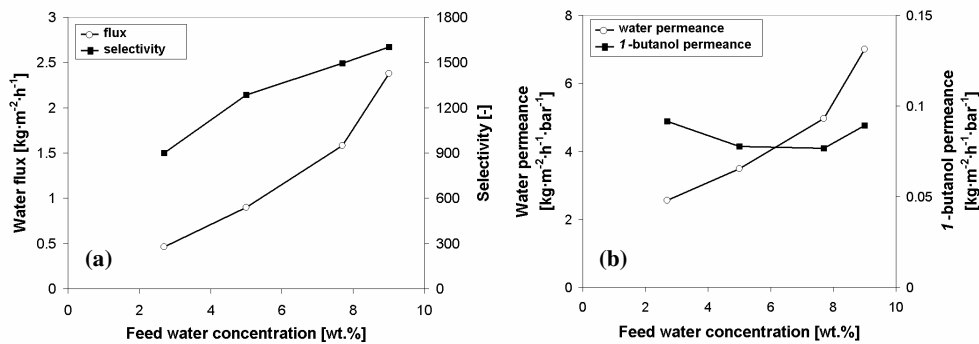 flux
selectivity
Water flux [kg·m⁻²·h⁻¹]
3
2.5
2
1.5
1
0.5
0
1800
1500
1200
900
600
300
0
Selectivity [-]
(a)
0 2 4 6 8 10
Feed water concentration [wt.%]
water permeance
1-butanol permeance
Water permeance
[kg·m⁻²·h⁻¹·bar⁻¹]
8
6
4
2
0
0.15
0.1
0.05
0
1-butanol permeance
[kg·m⁻²·h⁻¹·bar⁻¹]
(b)
0 2 4 6 8 10
Feed water concentration [wt.%]